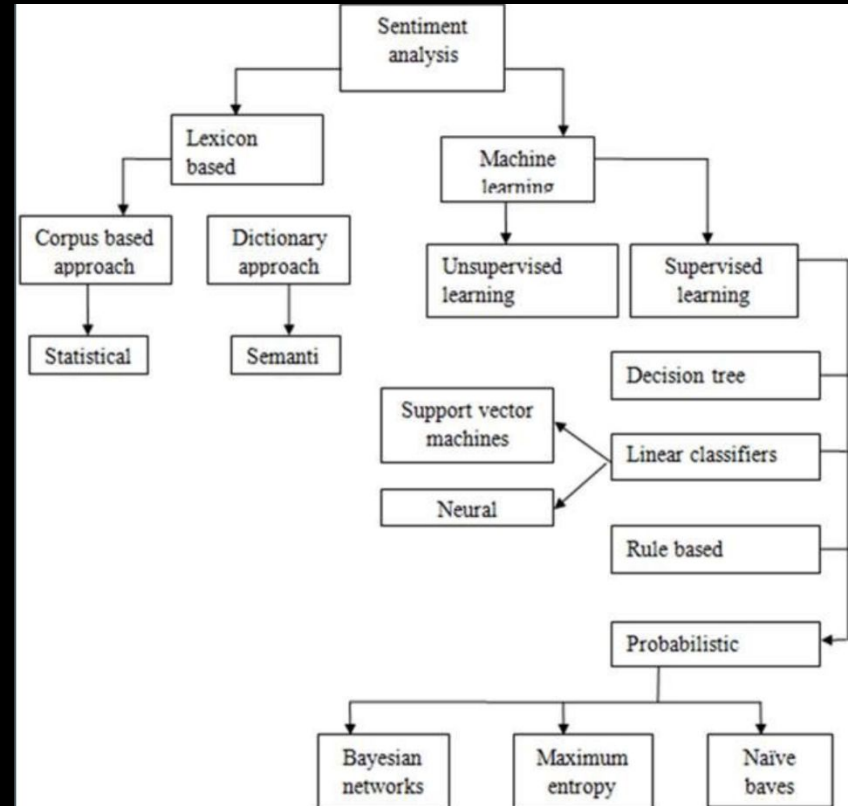 Sentiment
analysis
Lexicon
based
Machine
learning
Corpus based
approach
Dictionary
approach
Unsupervised
learning
Supervised
learning
Statistical
Semanti
Decision tree
Support vector
machines
Linear classifiers
Neural
Rule based
Probabilistic
Bayesian
networks
Maximum
entropy
Naïve
bayes